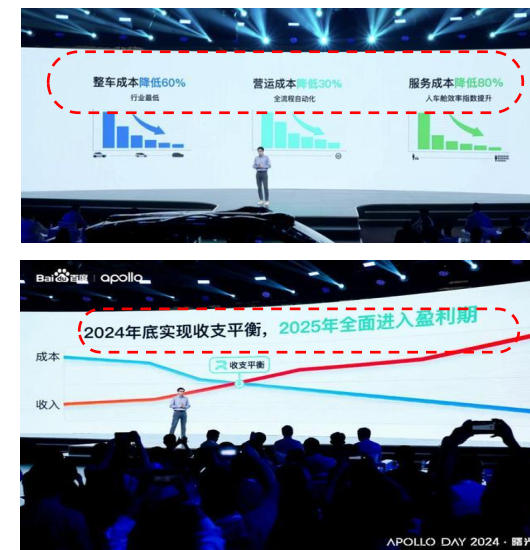 整车成本降低60%
行业最低
营运成本降低30%
全流程自动化
服务成本降低80%
人车舱效率指数提升
Bai百度 apollo
2024年底实现收支平衡，2025年全面进入盈利期
成本
收支平衡
收入
APOLLO DAY 2024 · 曙光